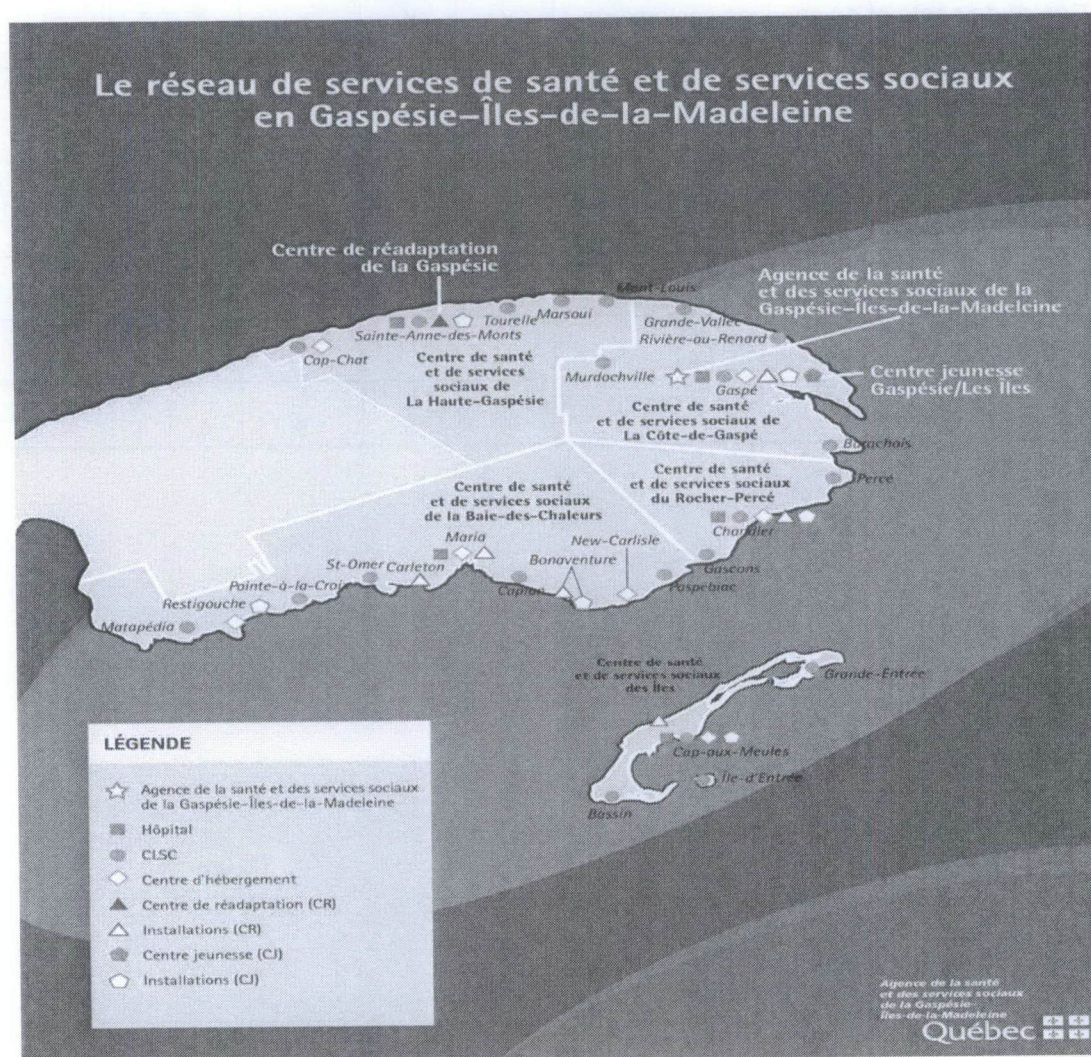 Le réseau de services de santé et de services sociaux
en Gaspésie–Îles-de-la-Madeleine
Centre de réadaptation
de la Gaspésie
Agence de la santé
et des services sociaux de la
Gaspésie–Îles-de-la-Madeleine
Mont-Louis
Marsoui
Tourelle
Sainte-Anne-des-Monts
Grande-Vallée
Rivière-au-Renard
Cap-Chat
Centre de santé
et de services
sociaux de
La Haute-Gaspésie
Murdochville
Gaspé
Centre jeunesse
Gaspésie/Les Îles
Centre de santé
et de services sociaux de
La Côte-de-Gaspé
Barachois
Percé
Centre de santé
et de services sociaux
du Rocher-Percé
Centre de santé
et de services sociaux
de la Baie-des-Chaleurs
Chandler
Maria
New-Carlisle
Bonaventure
Gascons
St-Omer
Carleton
Caplan
Paspébiac
Pointe-à-la-Croix
Restigouche
Matapédia
Centre de santé
et de services sociaux
des Îles
Grande-Entrée
Cap-aux-Meules
Île-d'Entrée
Bassin
LÉGENDE
Agence de la santé et des services sociaux
de la Gaspésie–Îles-de-la-Madeleine
Hôpital
CLSC
Centre d'hébergement
Centre de réadaptation (CR)
Installations (CR)
Centre jeunesse (CJ)
Installations (CJ)
Agence de la santé
et des services sociaux
de la Gaspésie–
Îles-de-la-Madeleine
Québec